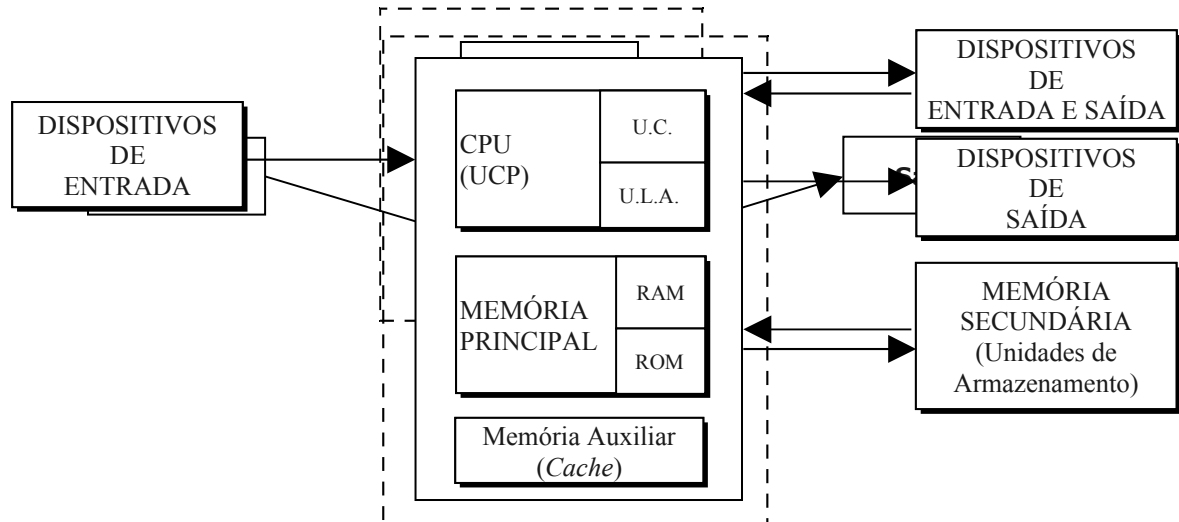 DISPOSITIVOS
DE
ENTRADA
CPU
(UCP)
U.C.
U.L.A.
MEMÓRIA
PRINCIPAL
RAM
ROM
Memória Auxiliar
(Cache)
DISPOSITIVOS
DE
ENTRADA E SAÍDA
DISPOSITIVOS
DE
SAÍDA
MEMÓRIA
SECUNDÁRIA
(Unidades de
Armazenamento)